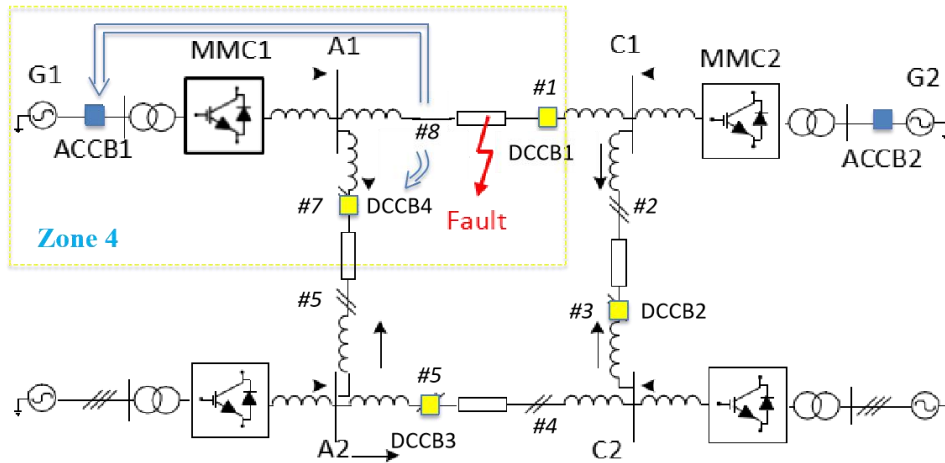 A1
C1
MMC1
MMC2
G1
G2
#1
#8
ACCB1
DCCB1
ACCB2
#7
DCCB4
Fault
#2
Zone 4
#5
#3
DCCB2
#5
#4
A2
DCCB3
C2